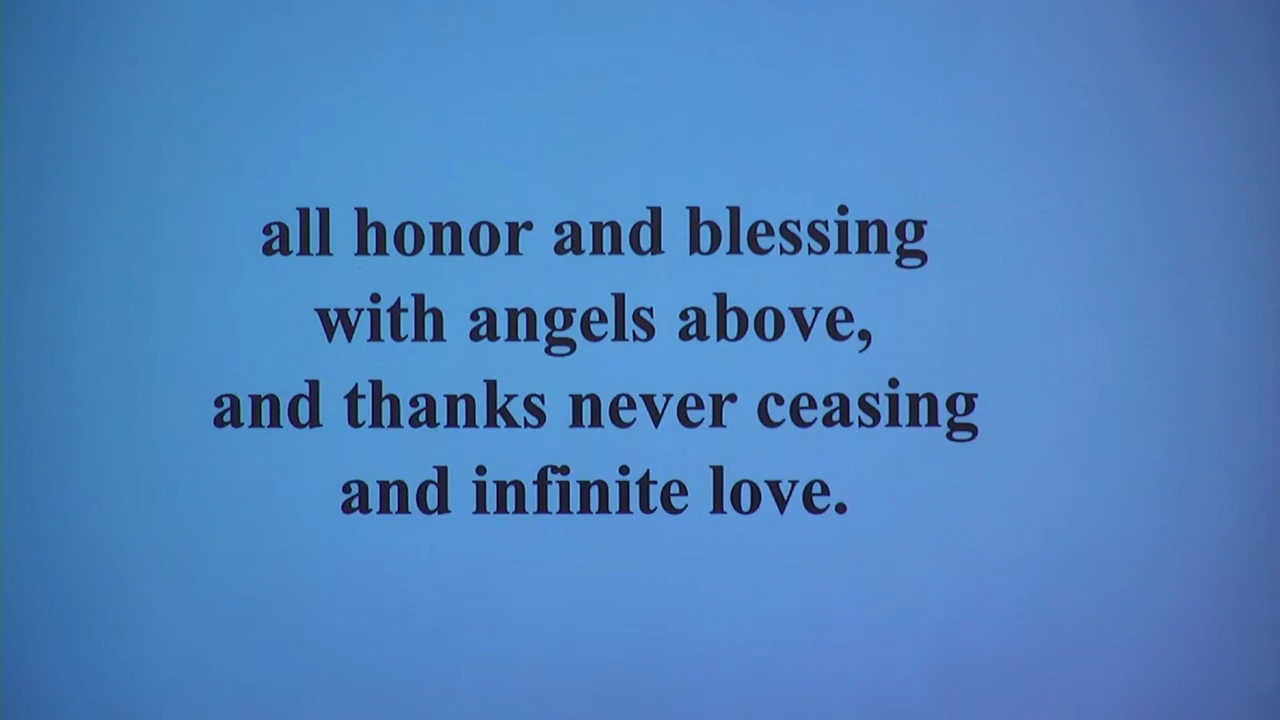 all honor and blessing
with angels above,
and thanks never ceasing
and infinite love.